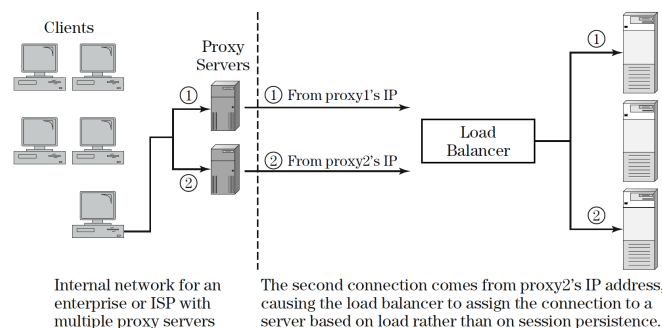 Clients
Proxy
Servers
①
① From proxy1's IP
②
② From proxy2's IP
Load
Balancer
①
②
Internal network for an
enterprise or ISP with
multiple proxy servers
The second connection comes from proxy2's IP address,
causing the load balancer to assign the connection to a
server based on load rather than on session persistence.